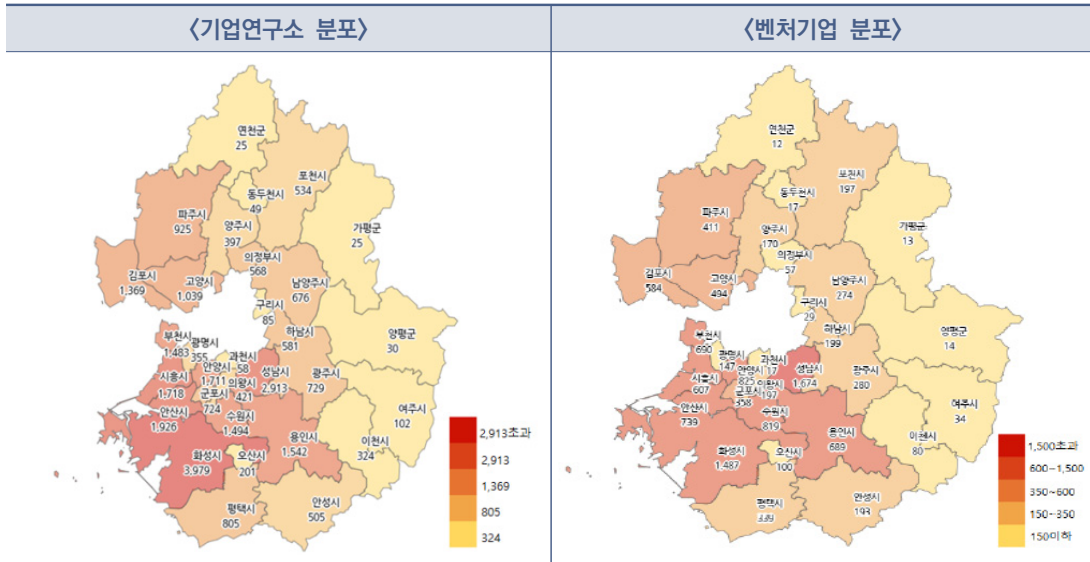 〈기업연구소 분포〉
연천군
25
포천시
534
동두천시
49
파주시
925
양주시
397
가평군
25
의정부시
568
김포시
1,369
고양시
1,039
남양주시
676
구리시
85
양평군
30
하남시
581
부천시
1,483
광명시
355
과천시
58
안양시
1,711
성남시
2,913
광주시
729
시흥시
1,718
의왕시
421
군포시
724
여주시
102
안산시
1,926
수원시
1,494
용인시
1,542
이천시
324
화성시
3,979
오산시
201
평택시
805
안성시
505
2,913초과
2,913
1,369
805
324
〈벤처기업 분포〉
연천군
12
포천시
197
동두천시
17
파주시
411
양주시
170
가평군
13
의정부시
57
김포시
584
고양시
494
남양주시
274
구리시
29
양평군
14
하남시
199
부천시
690
광명시
147
과천시
17
안양시
825
성남시
1,674
광주시
280
시흥시
607
의왕시
197
군포시
358
여주시
34
안산시
739
수원시
819
용인시
689
이천시
80
화성시
1,487
오산시
100
평택시
339
안성시
193
1,500초과
600~1,500
350~600
150~350
150이하